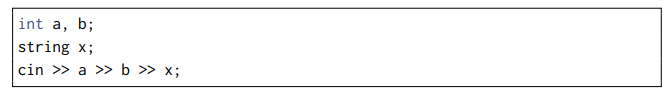 int a, b;
string x;
cin >> a >> b >> x;